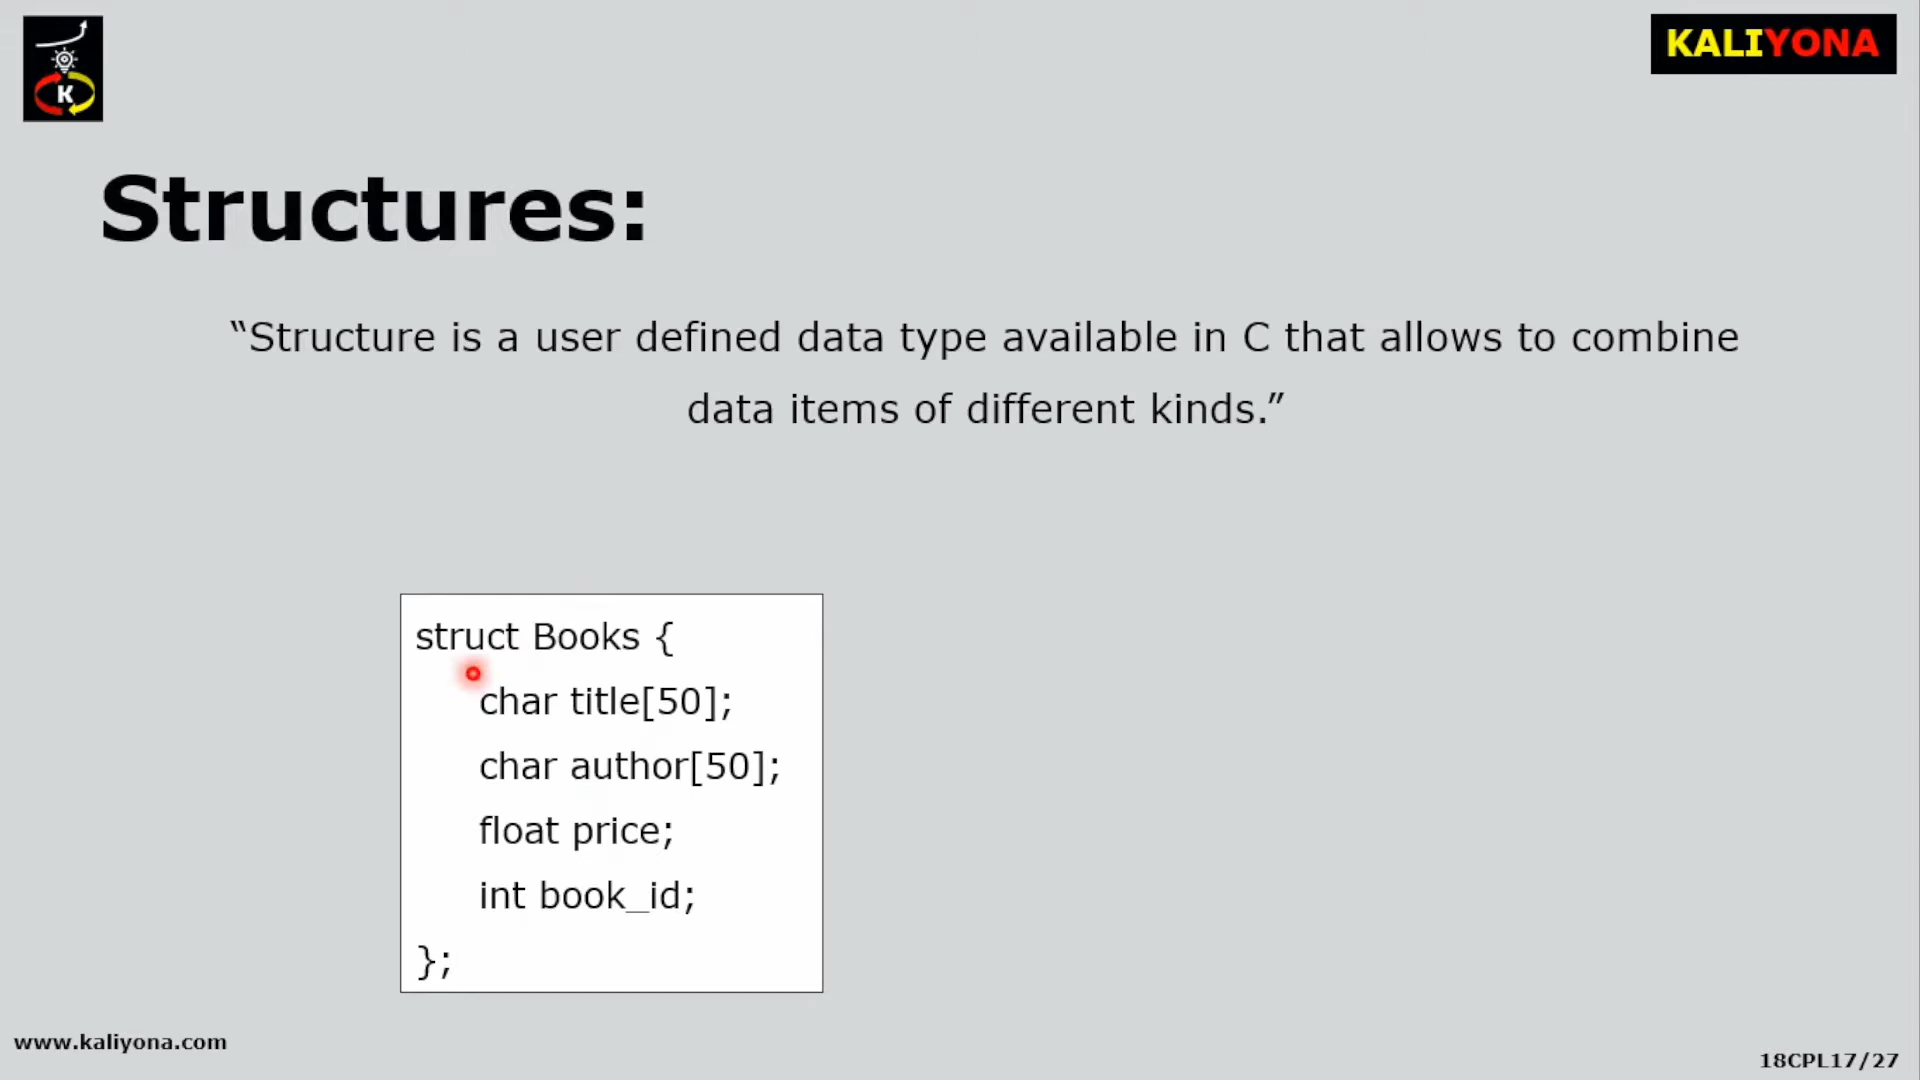 K
KALIYONA
Structures:
“Structure is a user defined data type available in C that allows to combine
data items of different kinds.”
struct Books {
char title[50];
char author[50];
float price;
int book_id;
};
www.kaliyona.com
18CPL17/27